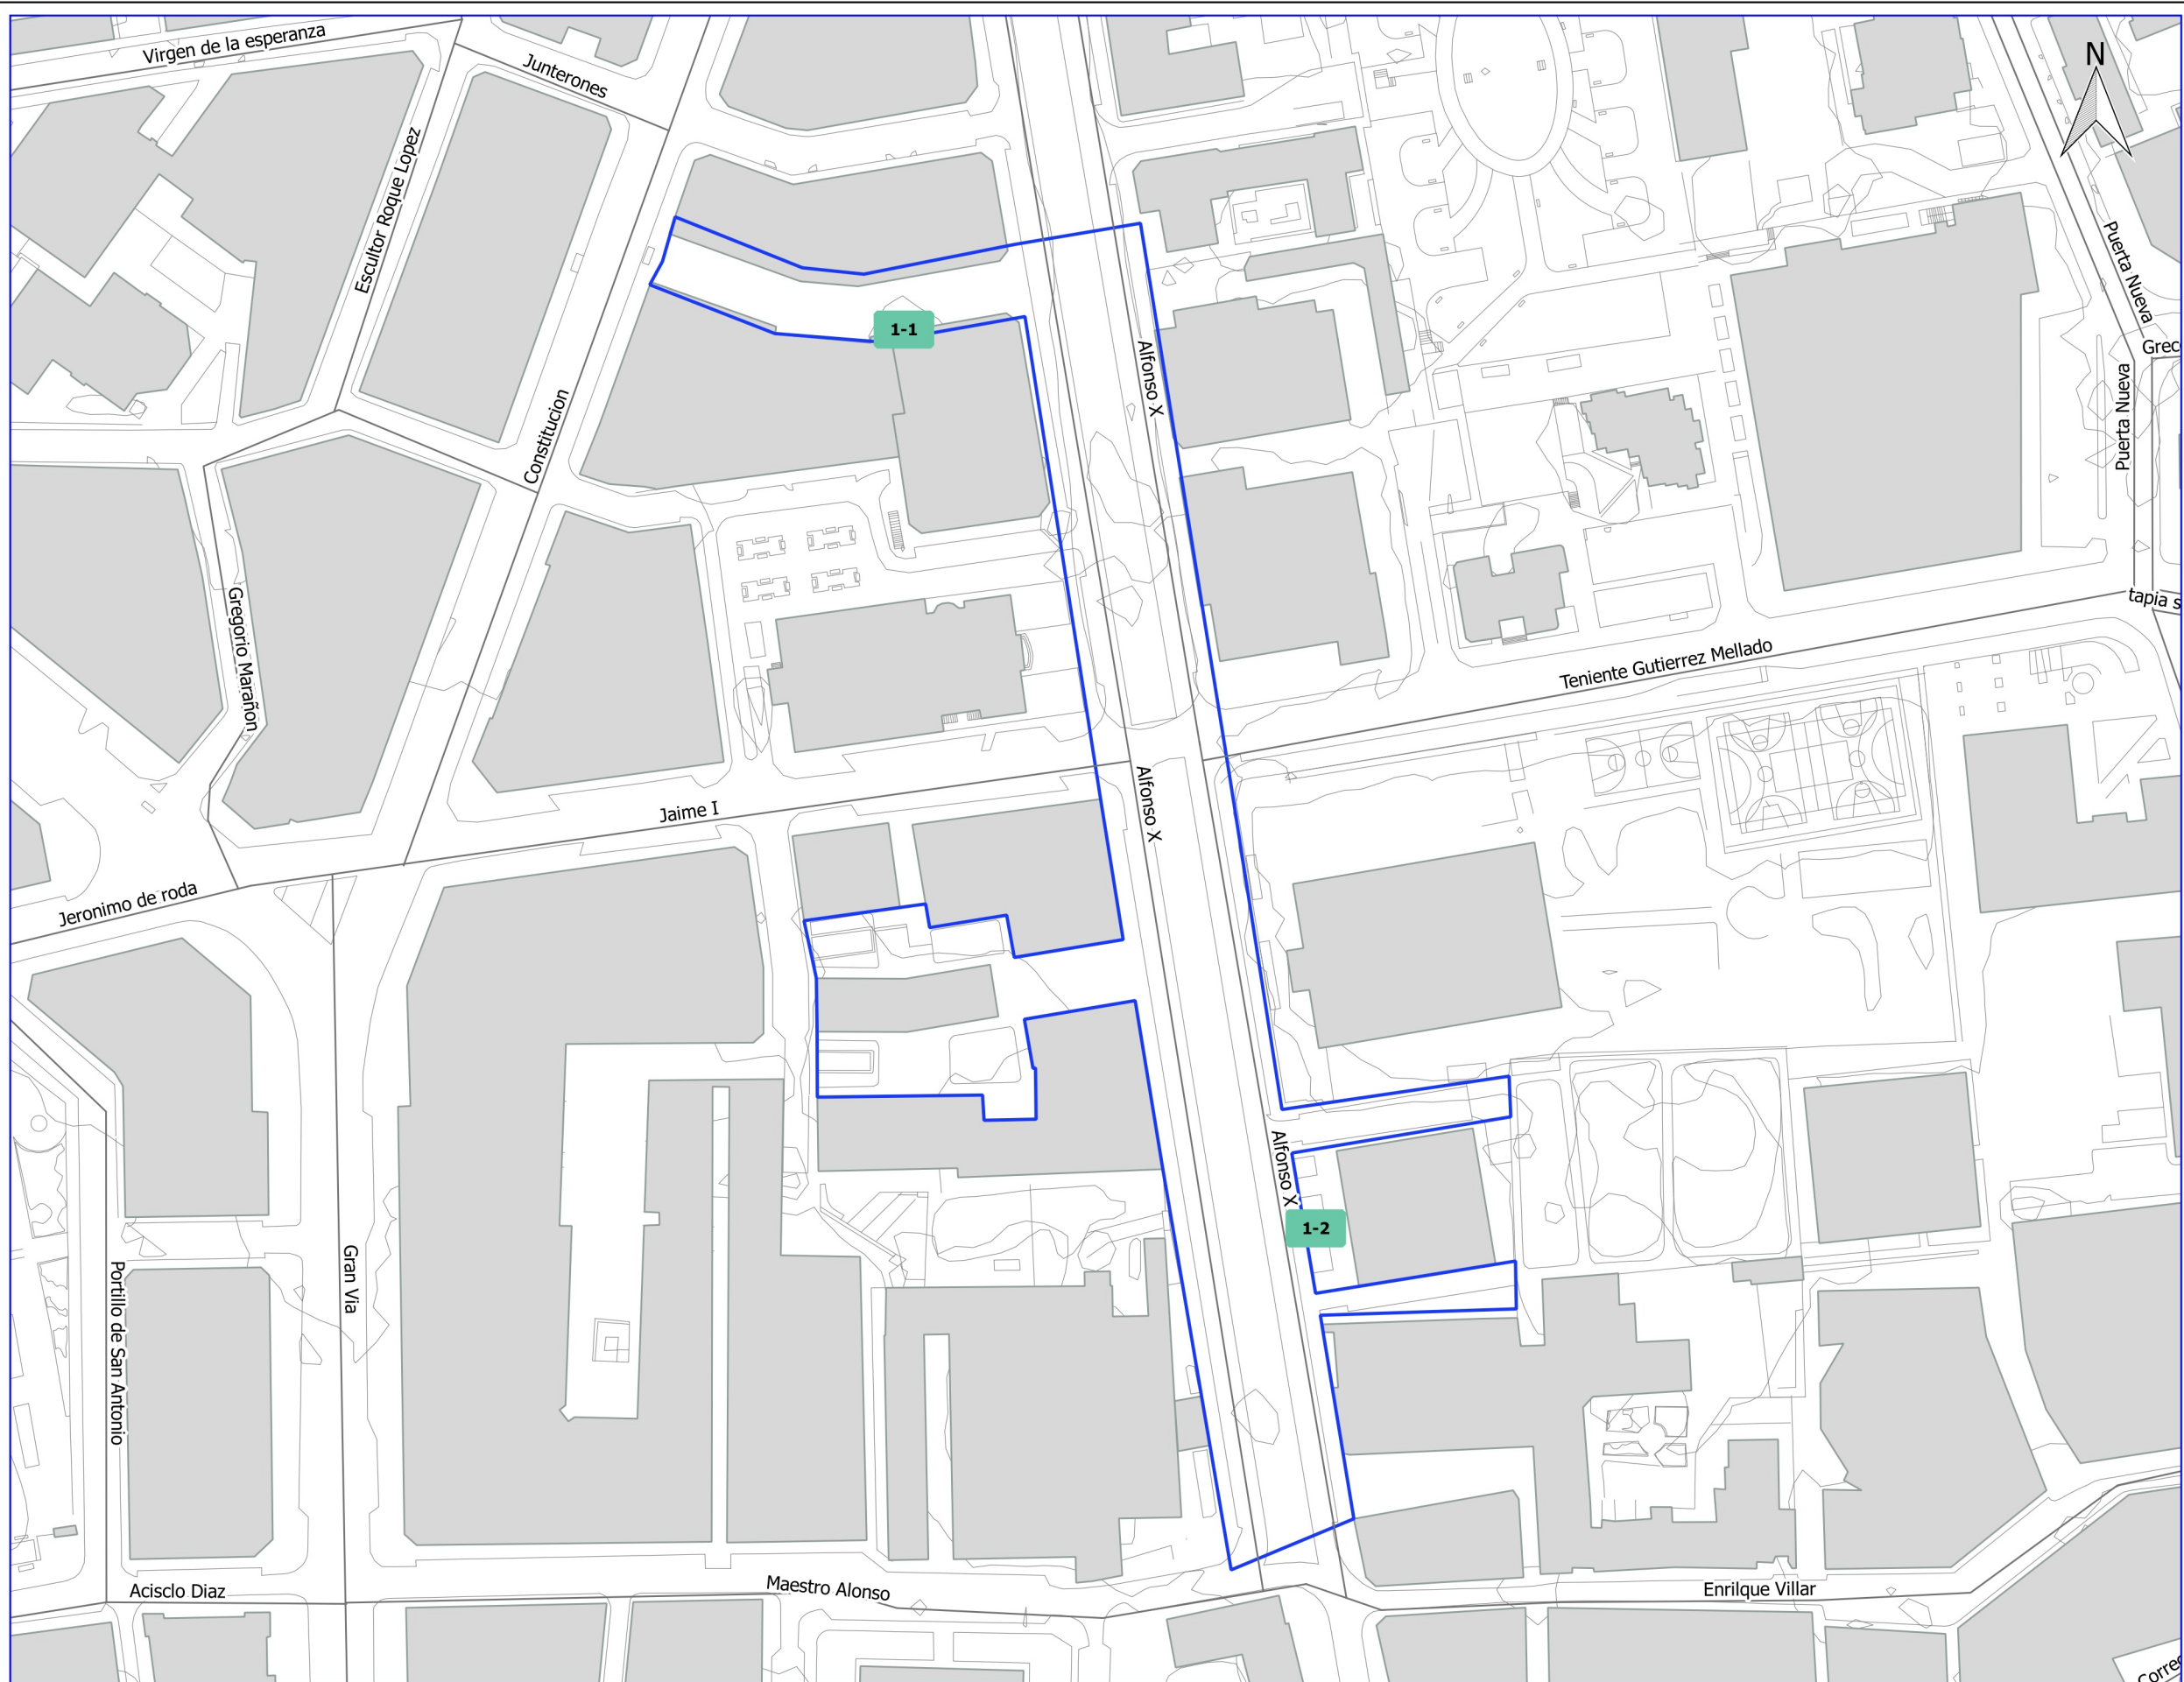 Virgen de la esperanza
Junterones
N
Escultor Roque Lopez
Puerta Nueva
1-1
Alfonso X
Grec
Puerta Nueva
Constitucion
Gregorio Marañon
tapia s
Teniente Gutierrez Mellado
Jaime I
Alfonso X
Jeronimo de roda
Alfonso X
1-2
Gran Via
Portillo de San Antonio
Acisclo Diaz
Maestro Alonso
Enrilque Villar
Correc